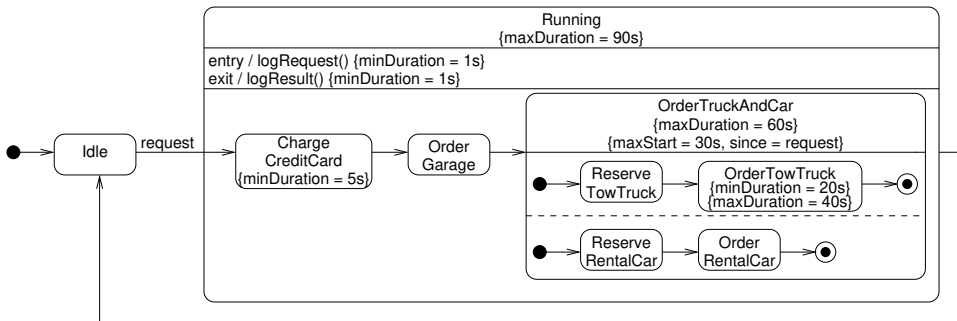 Running
{maxDuration = 90s}
entry / logRequest() {minDuration = 1s}
exit / logResult() {minDuration = 1s}
Idle
request
Charge
CreditCard
{minDuration = 5s}
Order
Garage
OrderTruckAndCar
{maxDuration = 60s}
{maxStart = 30s, since = request}
Reserve
TowTruck
OrderTowTruck
{minDuration = 20s}
{maxDuration = 40s}
Reserve
RentalCar
Order
RentalCar